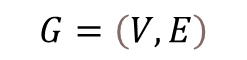 G = (V, E)